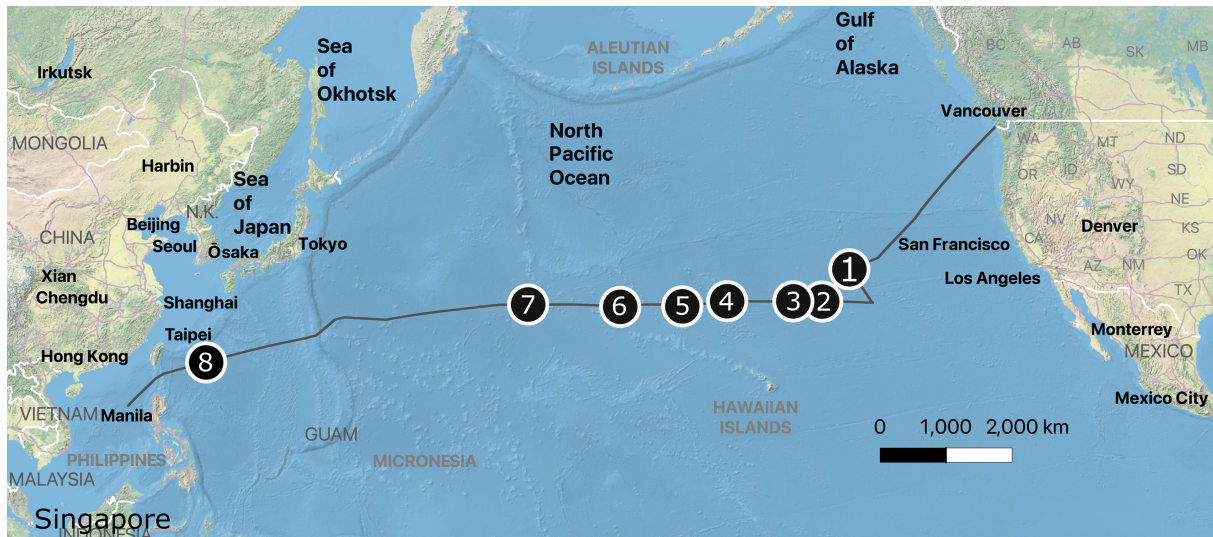 Gulf
of
Alaska
BC
AB
SK
MB
Sea
of
Okhotsk
ALEUTIAN
ISLANDS
Irkutsk
Vancouver
North
Pacific
Ocean
MONGOLIA
WA
MT
ND
Harbin
OR
ID
SD
Sea
of
Japan
WY
NE
N.K.
Beijing
NV
Denver
KS
CHINA
Seoul
Ōsaka
Tokyo
San Francisco
CA
OK
Xian
Los Angeles
AZ
NM
1
Chengdu
Shanghai
TX
7
6
5
4
3
2
Taipei
Monterrey
Hong Kong
8
MEXICO
VIETNAM
Manila
HAWAIIAN
ISLANDS
Mexico City
0 1,000 2,000 km
GUAM
PHILIPPINES
MICRONESIA
MALAYSIA
Singapore
INDONESIA